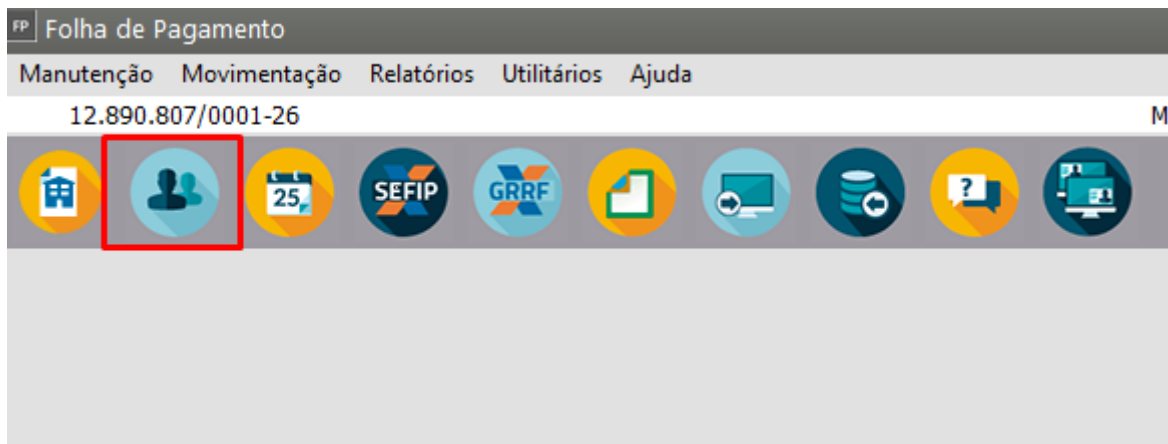 FP Folha de Pagamento
Manutenção Movimentação Relatórios Utilitários Ajuda
12.890.807/0001-26 M
25 SEFIP GRRF ?